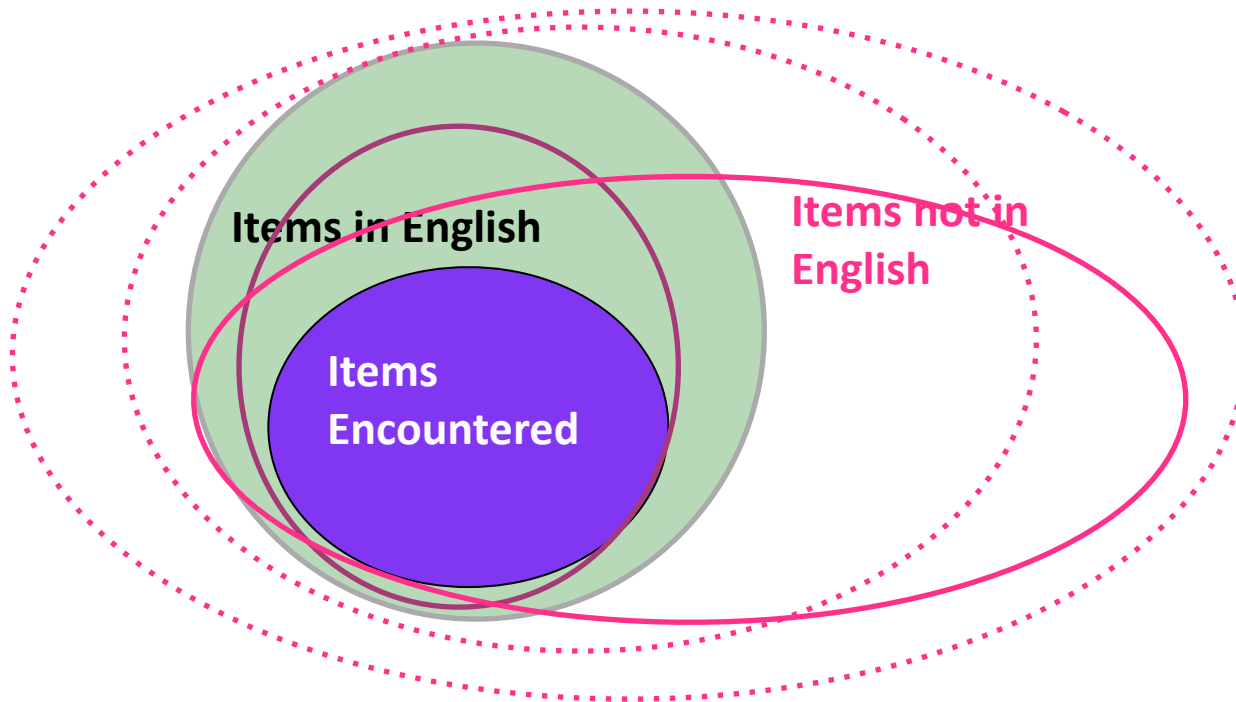 Items in English
Items not in
English
Items
Encountered